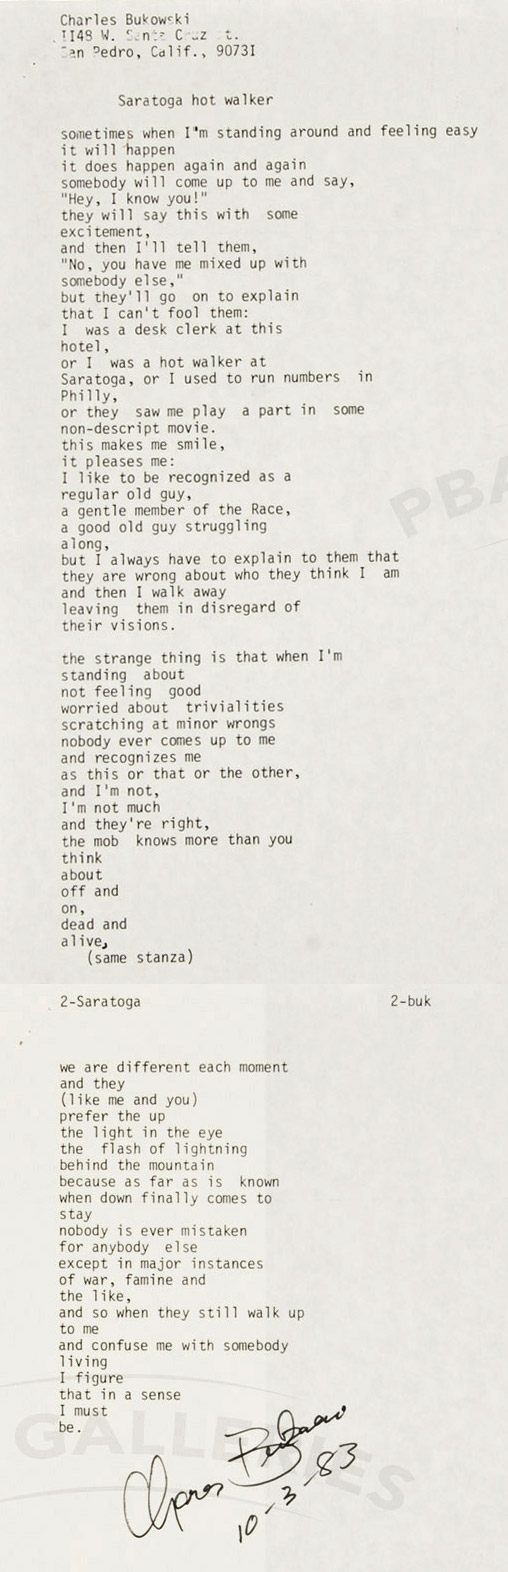 Charles Bukowski
II48 W. Santa Cruz St.
San Pedro, Calif., 9073I
Saratoga hot walker
sometimes when I'm standing around and feeling easy
it will happen
it does happen again and again
somebody will come up to me and say,
"Hey, I know you!"
they will say this with some
excitement,
and then I'll tell them,
"No, you have me mixed up with
somebody else,"
but they'll go on to explain
that I can't fool them:
I was a desk clerk at this
hotel,
or I was a hot walker at
Saratoga, or I used to run numbers in
Philly,
or they saw me play a part in some
non-descript movie.
this makes me smile,
it pleases me:
I like to be recognized as a
regular old guy,
a gentle member of the Race,
a good old guy struggling
along,
but I always have to explain to them that
they are wrong about who they think I am
and then I walk away
leaving them in disregard of
their visions.
the strange thing is that when I'm
standing about
not feeling good
worried about trivialities
scratching at minor wrongs
nobody ever comes up to me
and recognizes me
as this or that or the other,
and I'm not,
I'm not much
and they're right,
the mob knows more than you
think
about
off and
on,
dead and
alive,
(same stanza)
PBA
2-Saratoga 2-buk
we are different each moment
and they
(like me and you)
prefer the up
the light in the eye
the flash of lightning
behind the mountain
because as far as is known
when down finally comes to
stay
nobody is ever mistaken
for anybody else
except in major instances
of war, famine and
the like,
and so when they still walk up
to me
and confuse me with somebody
living
I figure
that in a sense
I must
be.
GALLERIES
Charles Bukowski
10-3-83